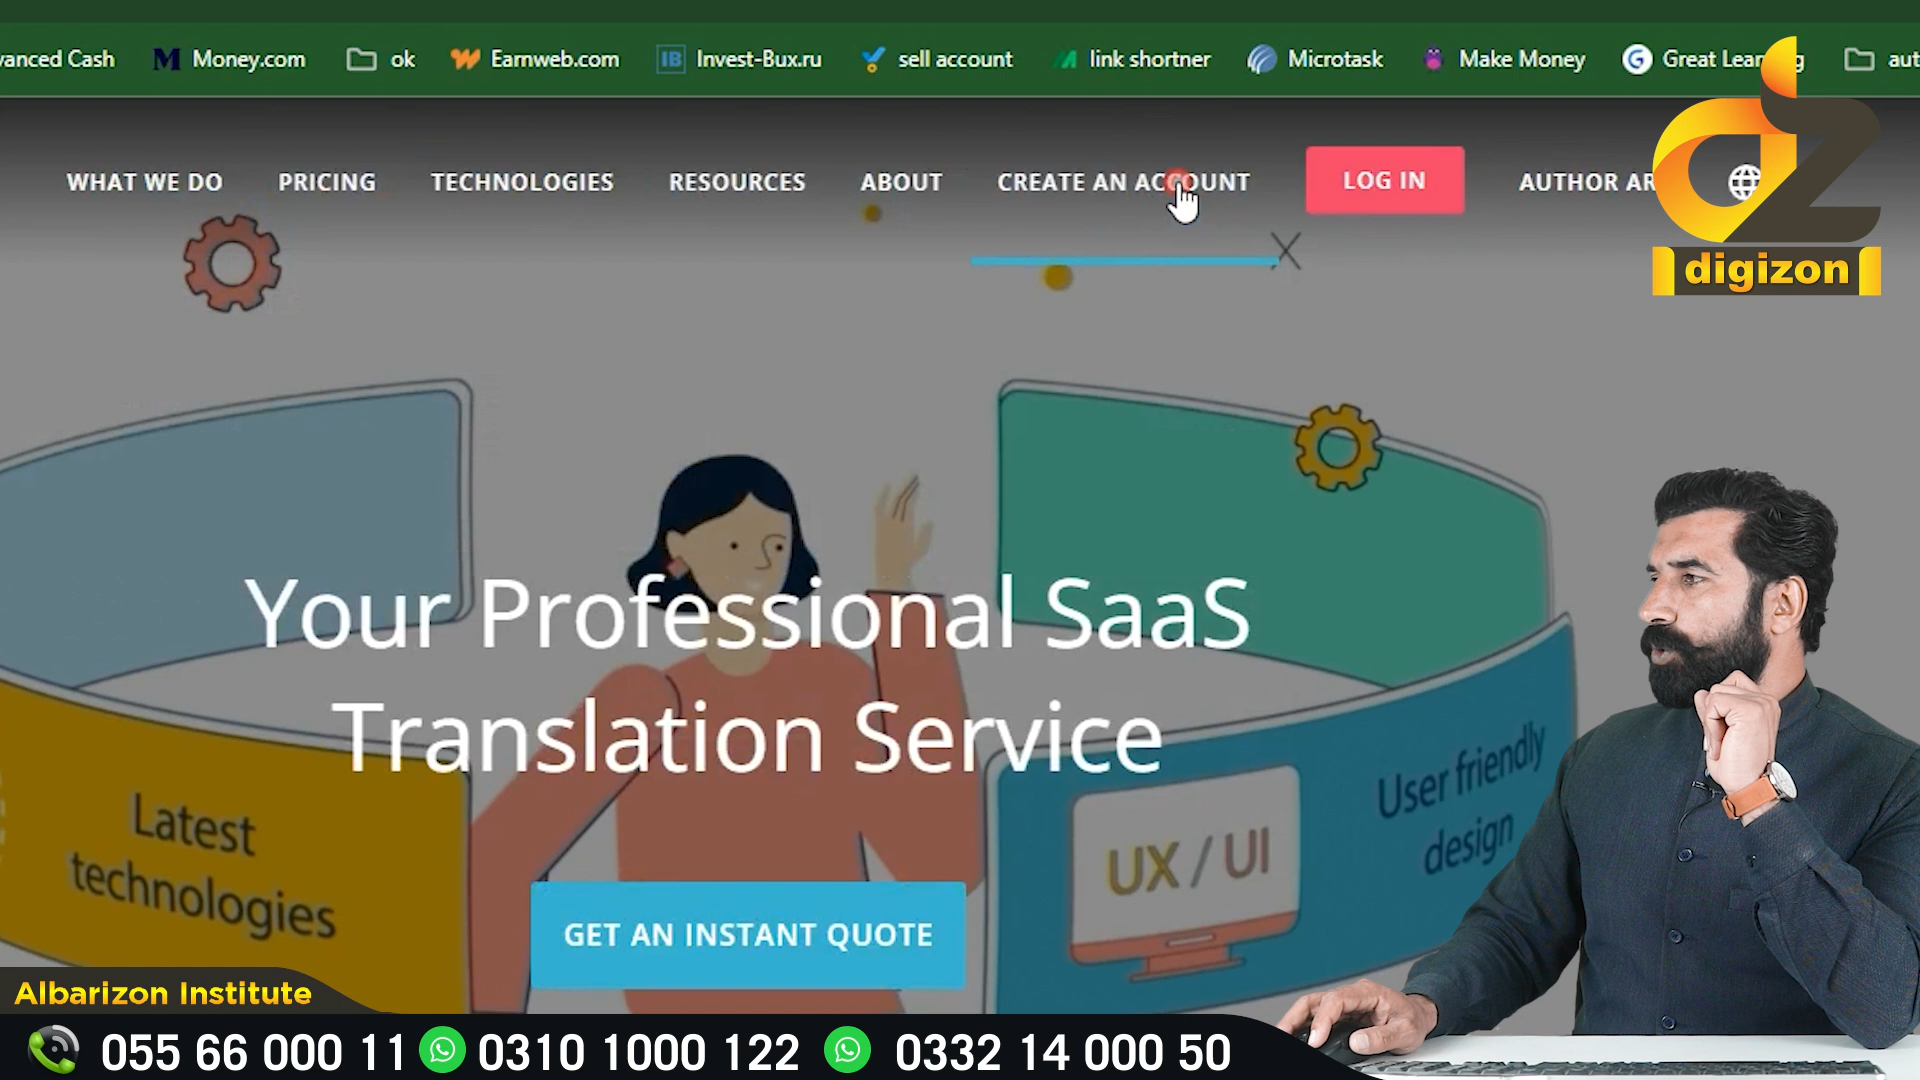 vanced Cash Money.com ok Earnweb.com Invest-Bux.ru sell account link shortner Microtask Make Money Great Lear g aut
WHAT WE DO PRICING TECHNOLOGIES RESOURCES ABOUT CREATE AN ACCOUNT LOG IN AUTHOR AR
digizon
Your Professional SaaS
Translation Service
Latest
technologies
UX / UI
User friendly
design
GET AN INSTANT QUOTE
Albarizon Institute
055 66 000 11 0310 1000 122 0332 14 000 50